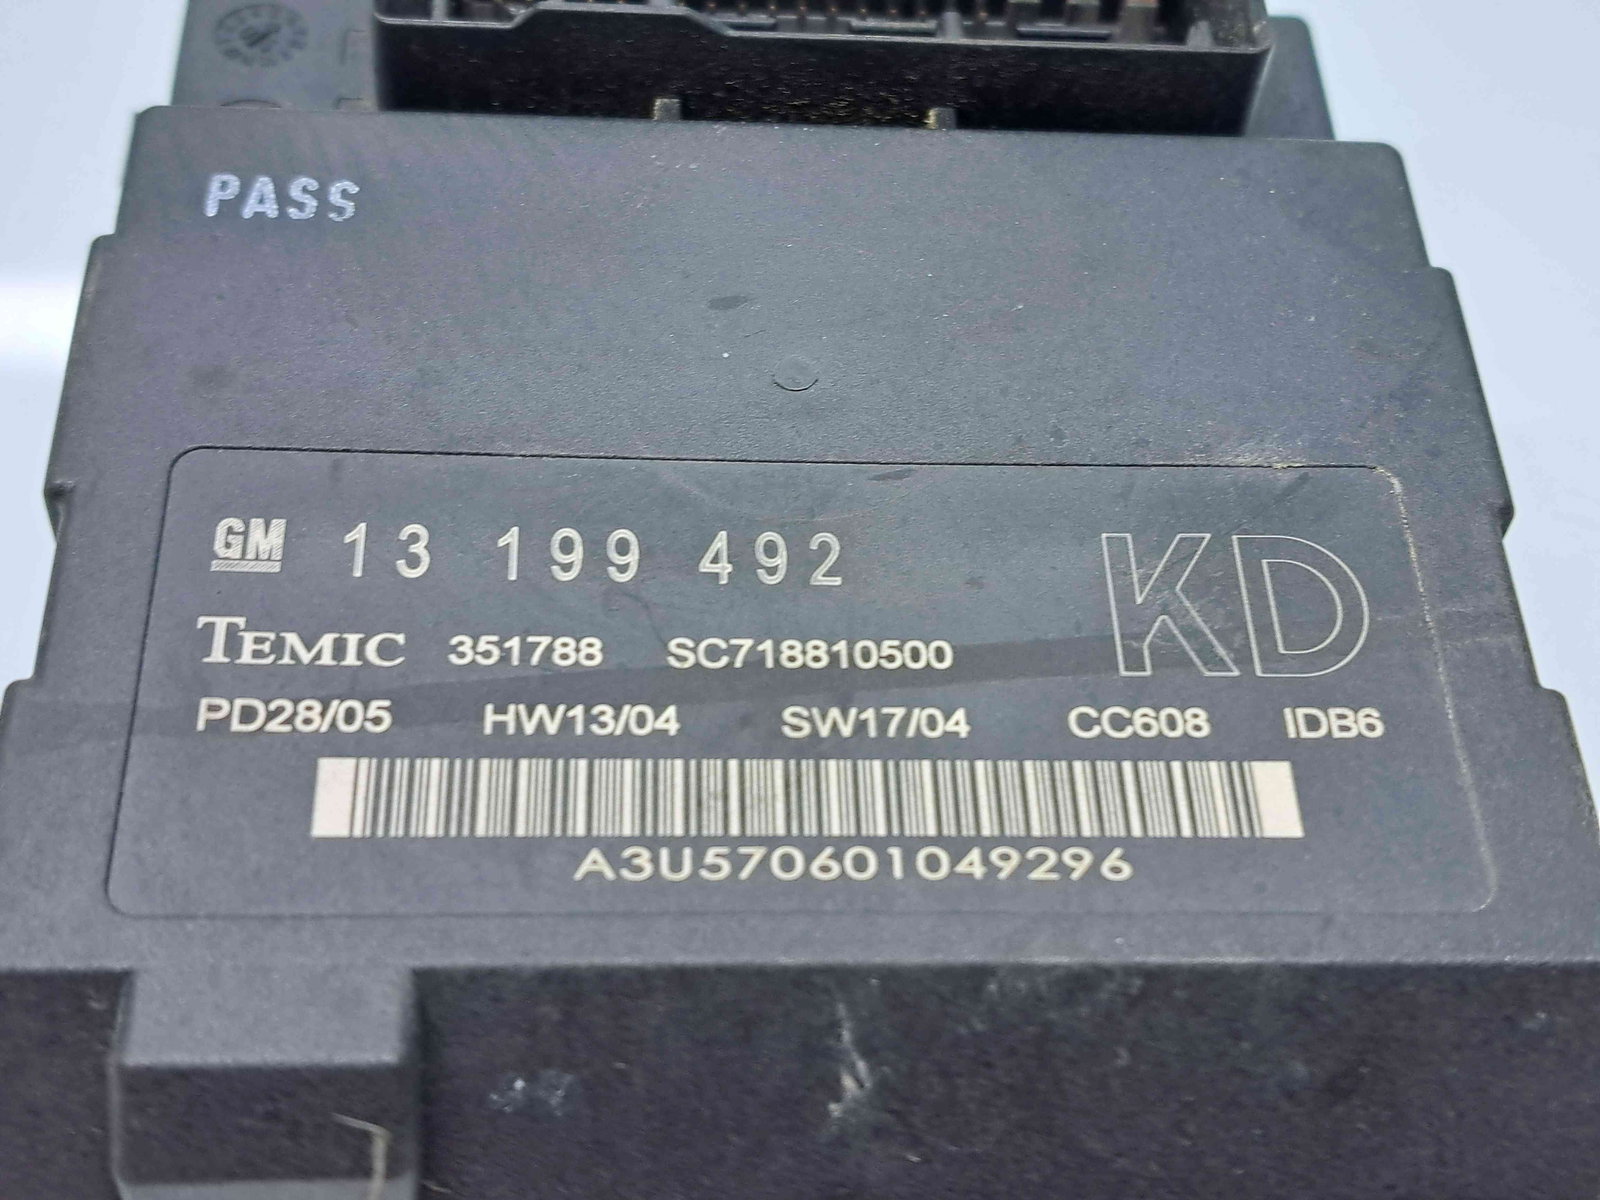 PASS
GM 13 199 492 KD
TEMIC 351788 SC718810500
PD28/05 HW13/04 SW17/04 CC608 IDB6
A3U570601049296